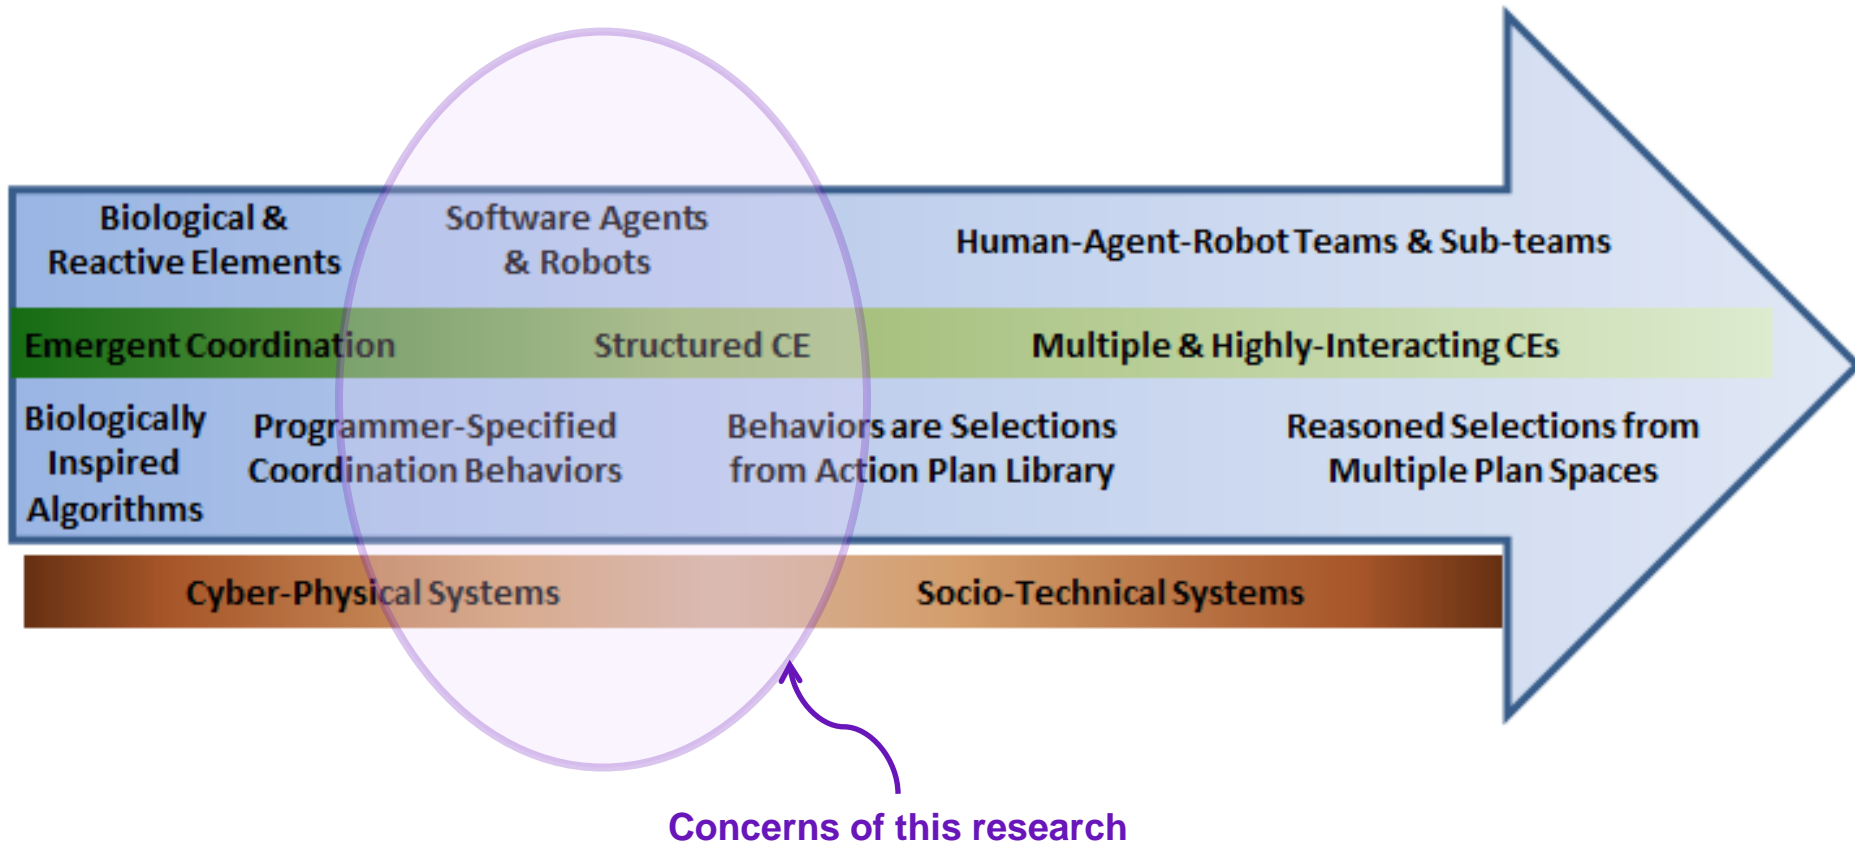 Biological &
Reactive Elements
Software Agents
& Robots
Human-Agent-Robot Teams & Sub-teams
Emergent Coordination
Structured CE
Multiple & Highly-Interacting CEs
Biologically
Inspired
Algorithms
Programmer-Specified
Coordination Behaviors
Behaviors are Selections
from Action Plan Library
Reasoned Selections from
Multiple Plan Spaces
Cyber-Physical Systems
Socio-Technical Systems
Concerns of this research